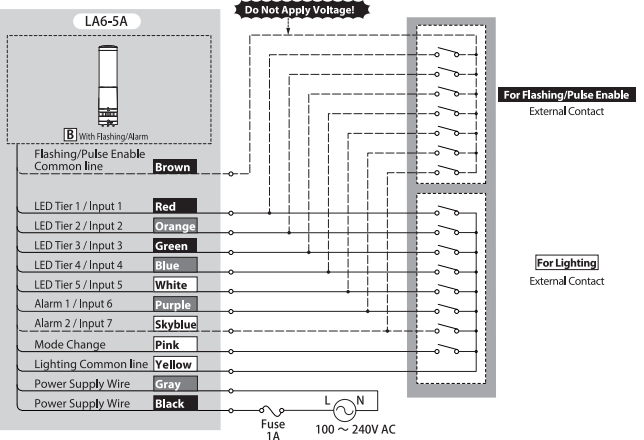 Do Not Apply Voltage!
LA6-5A
B With Flashing/Alarm
For Flashing/Pulse Enable
External Contact
Flashing/Pulse Enable
Common line Brown
LED Tier 1 / Input 1 Red
LED Tier 2 / Input 2 Orange
LED Tier 3 / Input 3 Green
LED Tier 4 / Input 4 Blue
LED Tier 5 / Input 5 White
Alarm 1 / Input 6 Purple
Alarm 2 / Input 7 Skyblue
Mode Change Pink
Lighting Common line Yellow
Power Supply Wire Gray
Power Supply Wire Black
For Lighting
External Contact
L N
Fuse
1A
100 ~ 240V AC